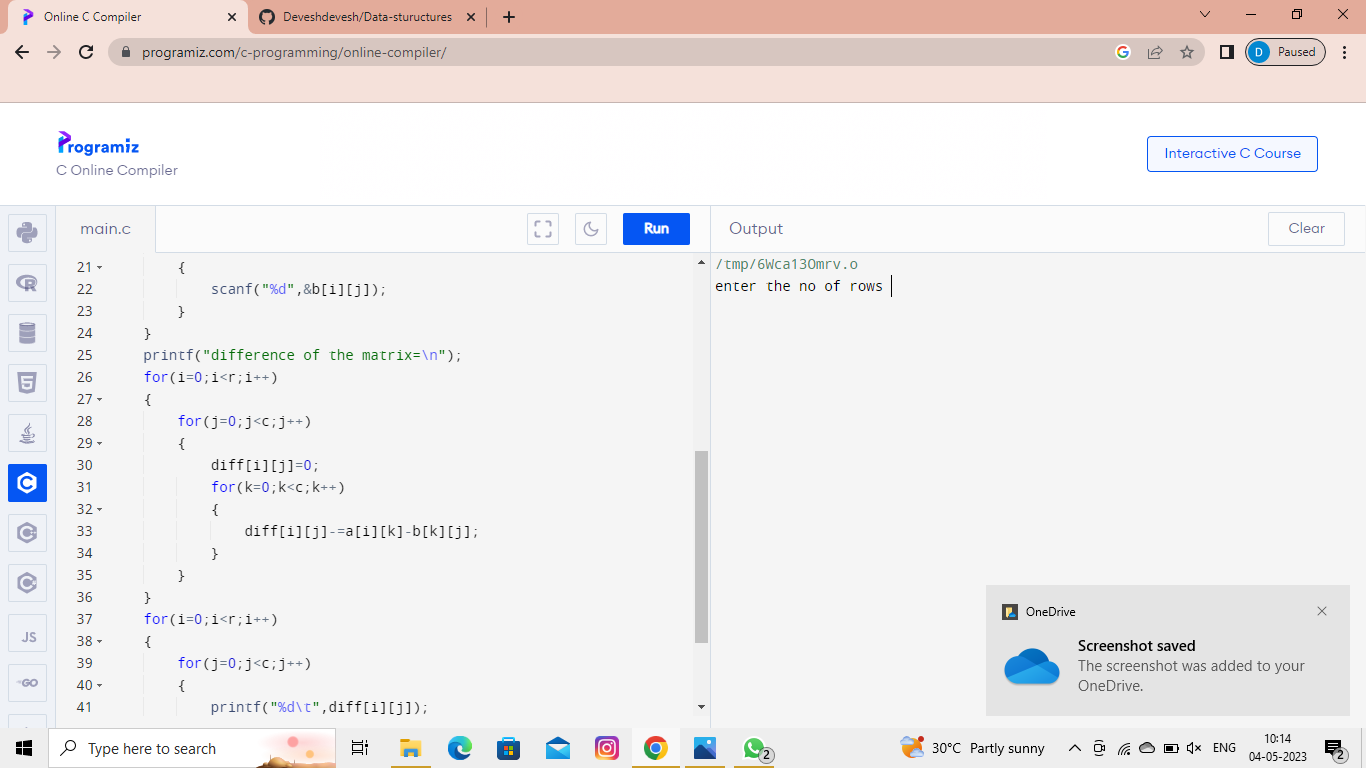 Online C Compiler
Deveshdevesh/Data-sturuectures
programiz.com/c-programming/online-compiler/
D Paused
Programiz
C Online Compiler
Interactive C Course
main.c
Run
Output
Clear
21 {
22 scanf("%d",&b[i][j]);
23 }
24 }
25 printf("difference of the matrix=\n");
26 for(i=0;i<r;i++)
27 {
28 for(j=0;j<c;j++)
29 {
30 diff[i][j]=0;
31 for(k=0;k<c;k++)
32 {
33 diff[i][j]-=a[i][k]-b[k][j];
34 }
35 }
36 }
37 for(i=0;i<r;i++)
38 {
39 for(j=0;j<c;j++)
40 {
41 printf("%d\t",diff[i][j]);
/tmp/6Wca13Omrv.o
enter the no of rows
JS
GO
OneDrive
Screenshot saved
The screenshot was added to your
OneDrive.
Type here to search
2
30°C Partly sunny
ENG
10:14
04-05-2023
2